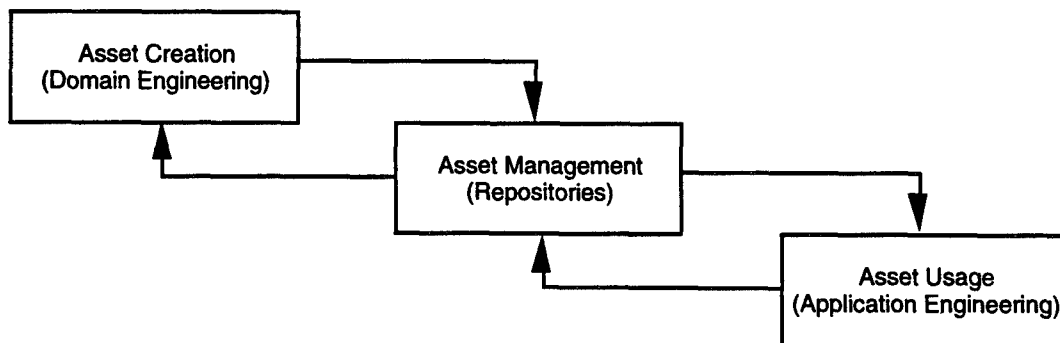 Asset Creation
(Domain Engineering)
Asset Management
(Repositories)
Asset Usage
(Application Engineering)